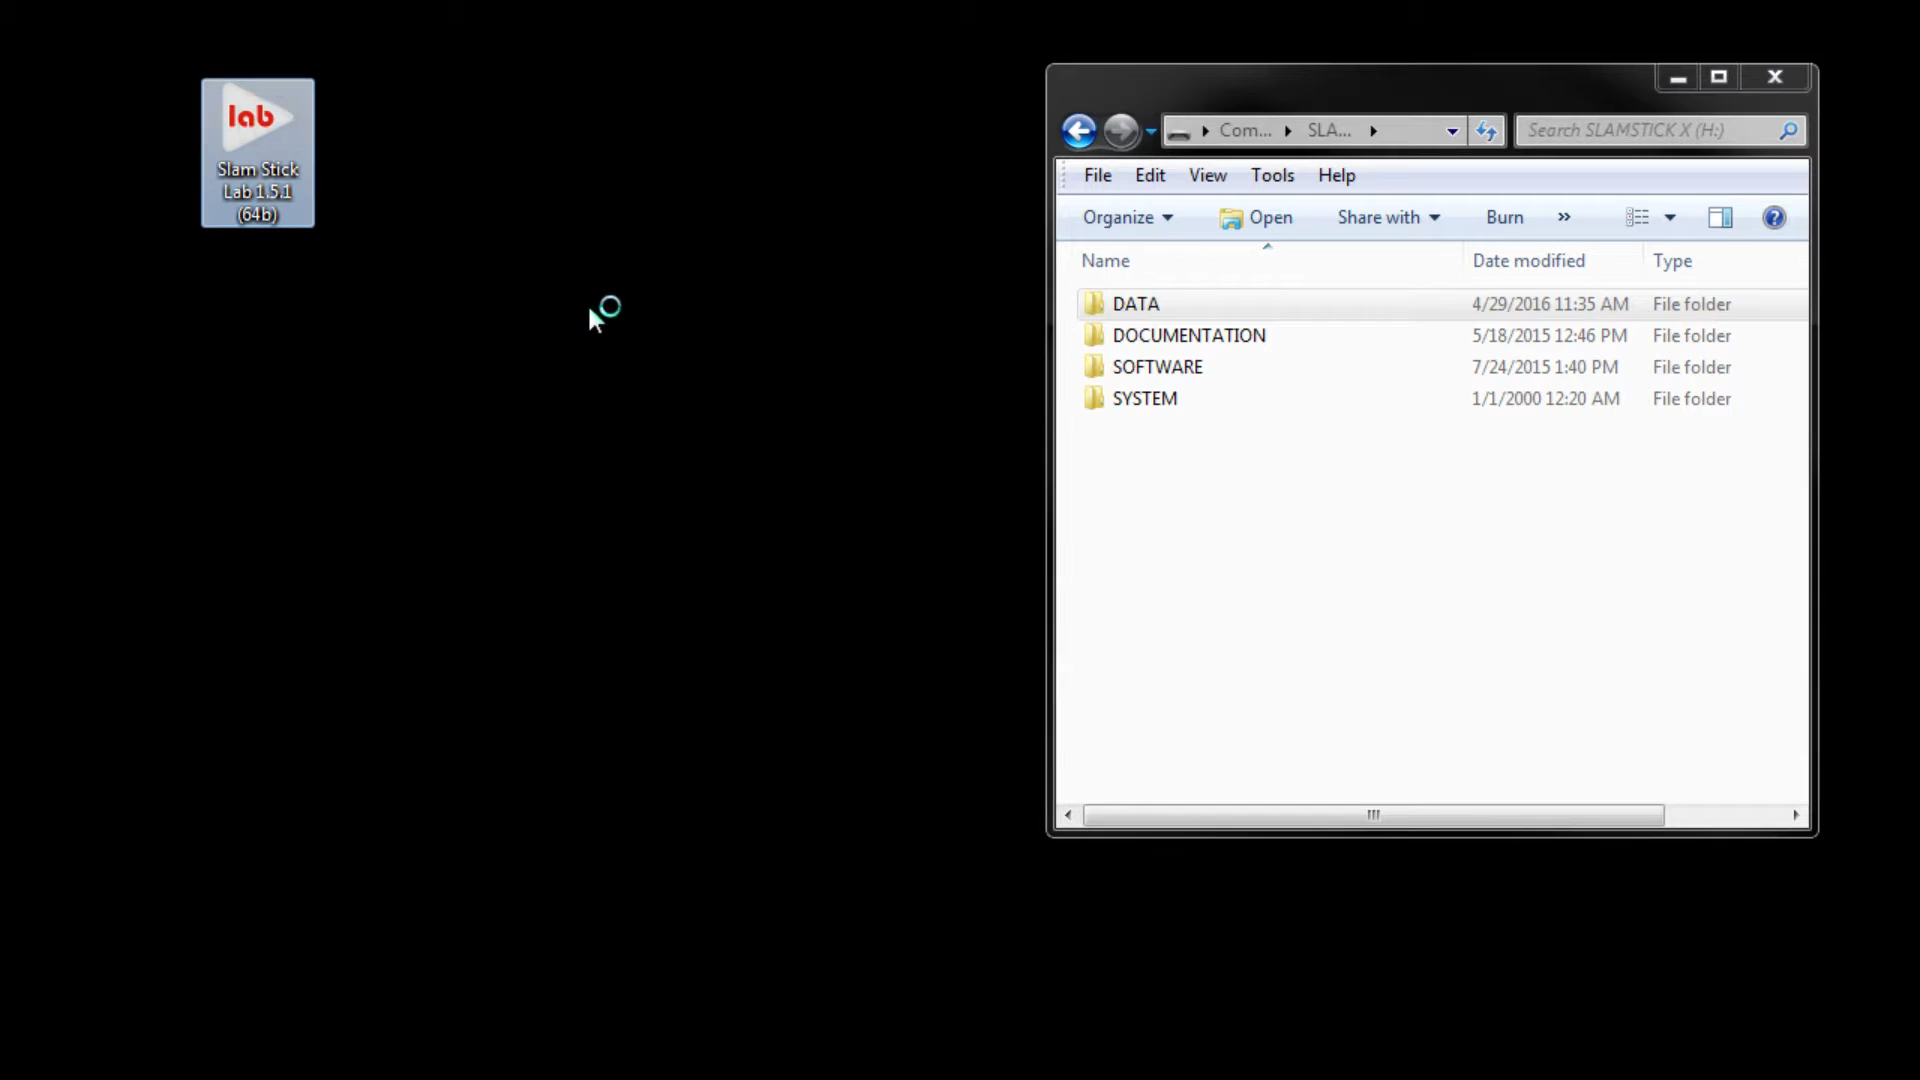 lab
Slam Stick
Lab 1.5.1
(64b)
Com... SLA... Search SLAMSTICK X (H:)
File Edit View Tools Help
Organize Open Share with Burn »
Name Date modified Type
DATA 4/29/2016 11:35 AM File folder
DOCUMENTATION 5/18/2015 12:46 PM File folder
SOFTWARE 7/24/2015 1:40 PM File folder
SYSTEM 1/1/2000 12:20 AM File folder